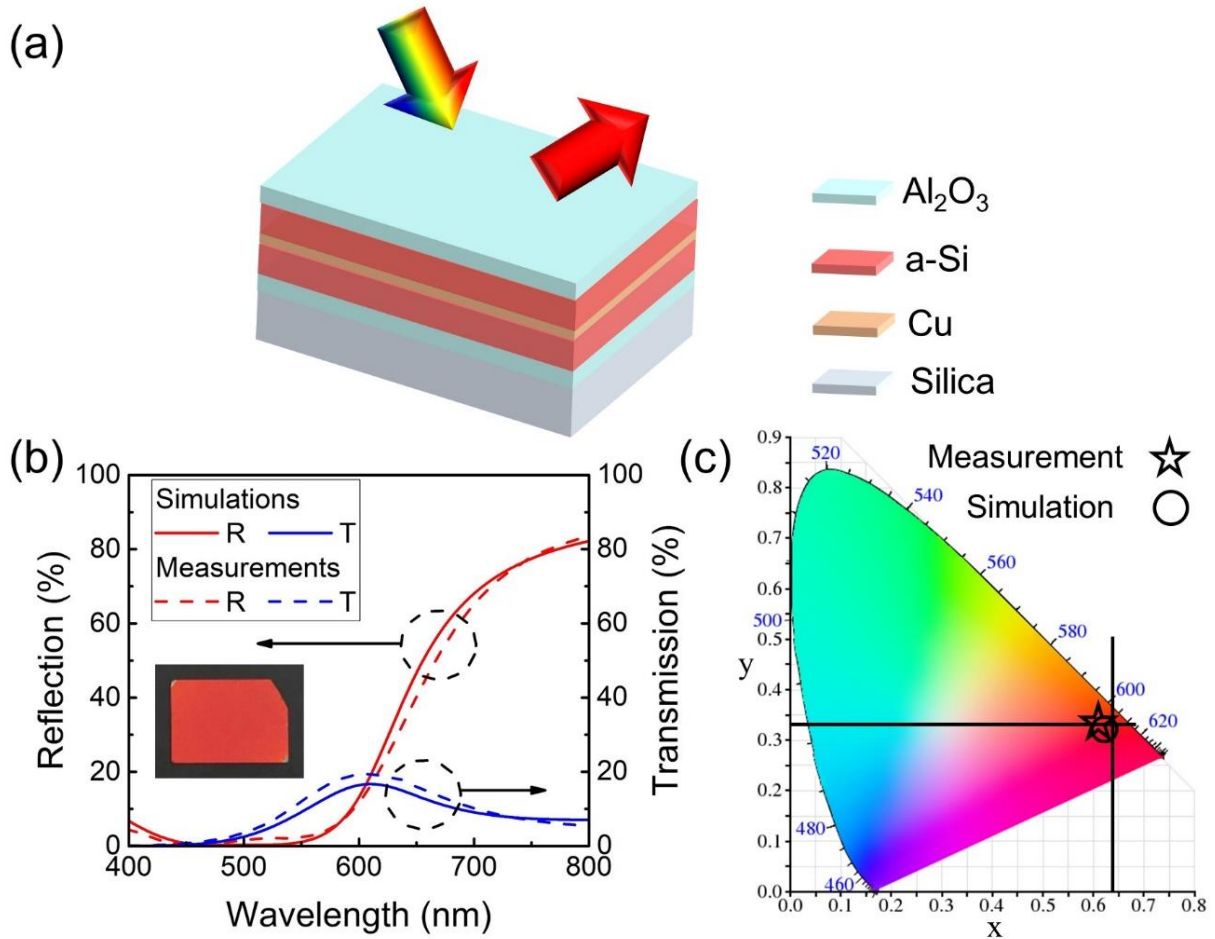 (a)
Al₂O₃
a-Si
Cu
Silica
(b)
100
80
60
40
20
0
Reflection (%)
Simulations
R T
Measurements
R T
400 500 600 700 800
Wavelength (nm)
100
80
60
40
20
0
Transmission (%)
(c)
Measurement
Simulation
0.9
0.8
0.7
0.6
0.5
0.4
0.3
0.2
0.1
0.0
y
520
540
560
580
600
620
500
480
460
0.0 0.1 0.2 0.3 0.4 0.5 0.6 0.7 0.8
x